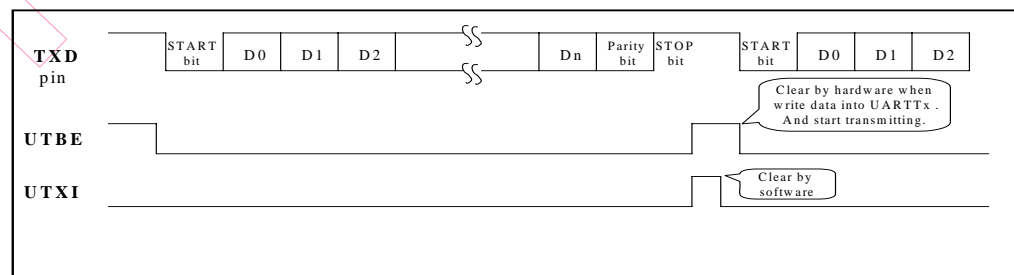 TXD
pin
START
bit
D0
D1
D2
Dn
Parity
bit
STOP
bit
START
bit
D0
D1
D2
Clear by hardware when
write data into UARTTx .
And start transmitting.
UTBE
UTXI
Clear by
software